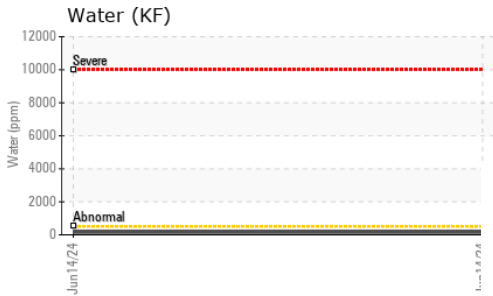 Water (KF)
12000
Severe
10000
8000
Water (ppm)
6000
4000
2000
Abnormal
0
Jun14/24
Jun14/24